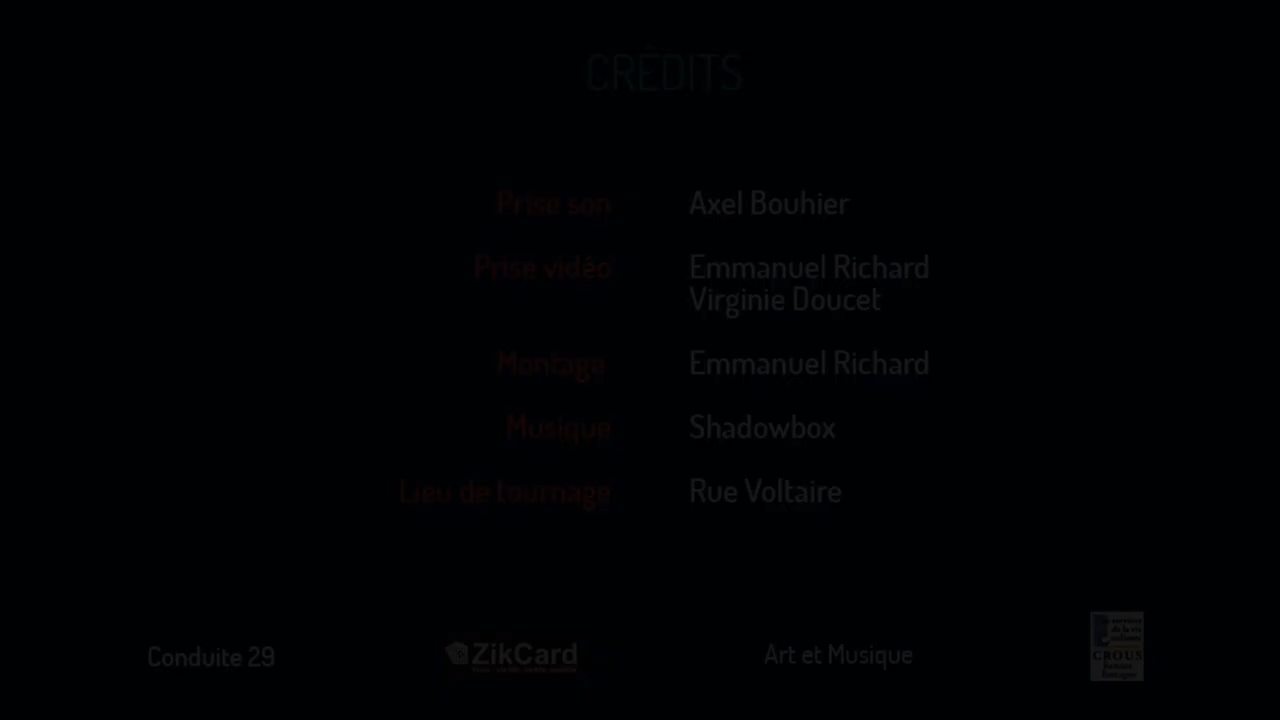 CRÉDITS
Prise son Axel Bouhier
Prise vidéo Emmanuel Richard
Virginie Doucet
Montage Emmanuel Richard
Musique Shadowbox
Lieu de tournage Rue Voltaire
Conduite 29
ZikCard
Art et Musique
CROUS